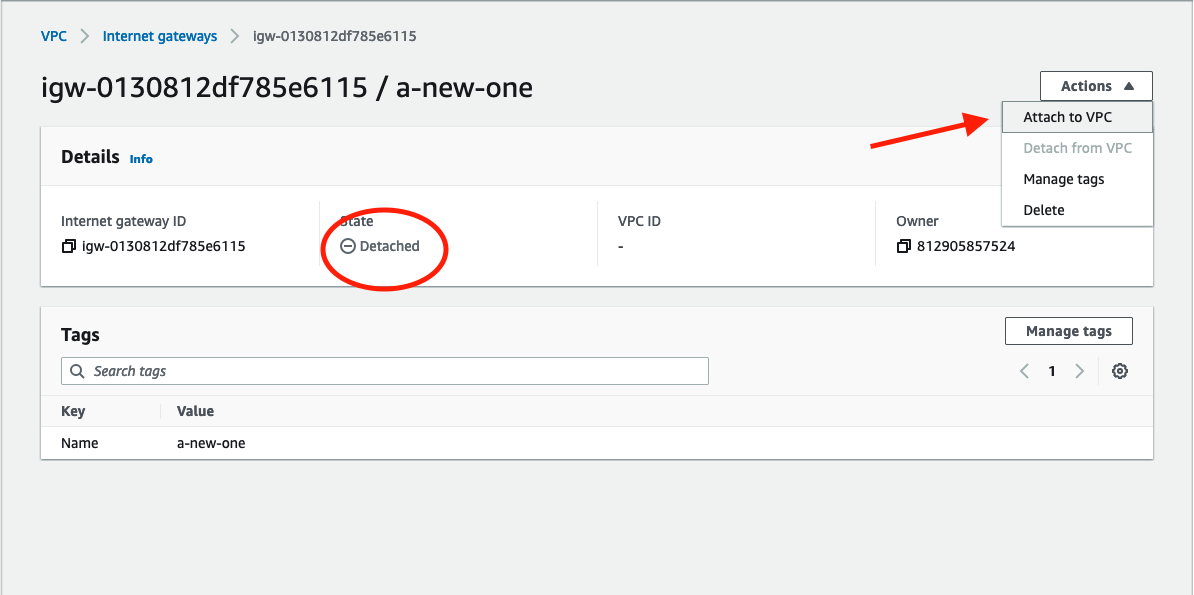 VPC > Internet gateways > igw-0130812df785e6115
igw-0130812df785e6115 / a-new-one
Actions
Attach to VPC
Detach from VPC
Manage tags
Delete
Details Info
Internet gateway ID
igw-0130812df785e6115
State
Detached
VPC ID
-
Owner
812905857524
Tags
Manage tags
Search tags
1
Key Value
Name a-new-one